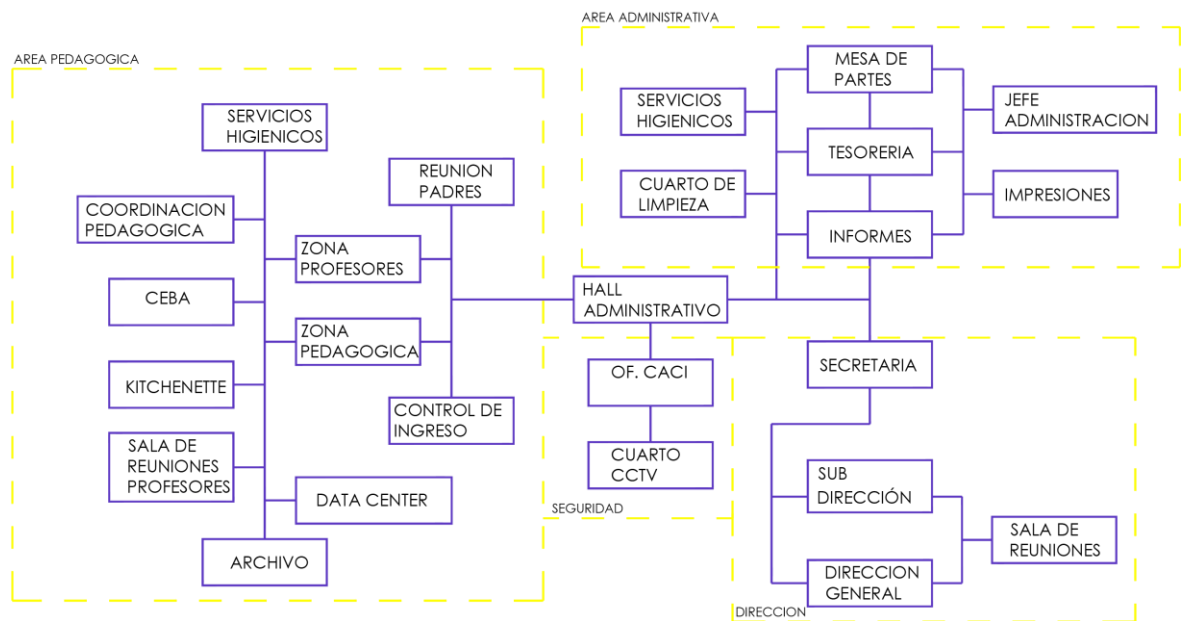 AREA ADMINISTRATIVA
AREA PEDAGOGICA
MESA DE
PARTES
SERVICIOS
HIGIENICOS
JEFE
ADMINISTRACION
TESORERIA
CUARTO DE
LIMPIEZA
IMPRESIONES
INFORMES
SERVICIOS
HIGIENICOS
REUNION
PADRES
COORDINACION
PEDAGOGICA
ZONA
PROFESORES
CEBA
ZONA
PEDAGOGICA
KITCHENETTE
CONTROL DE
INGRESO
SALA DE
REUNIONES
PROFESORES
DATA CENTER
ARCHIVO
HALL
ADMINISTRATIVO
OF. CACI
CUARTO
CCTV
SEGURIDAD
SECRETARIA
SUB
DIRECCIÓN
SALA DE
REUNIONES
DIRECCION
GENERAL
DIRECCION